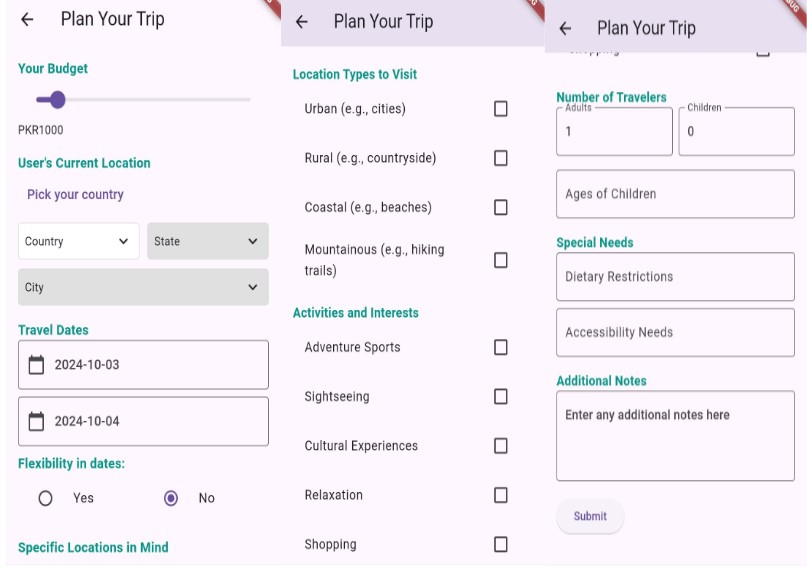 Plan Your Trip
Your Budget
PKR1000
User's Current Location
Pick your country
Country
State
City
Travel Dates
2024-10-03
2024-10-04
Flexibility in dates:
Yes
No
Specific Locations in Mind
Plan Your Trip
Location Types to Visit
Urban (e.g., cities)
Rural (e.g., countryside)
Coastal (e.g., beaches)
Mountainous (e.g., hiking
trails)
Activities and Interests
Adventure Sports
Sightseeing
Cultural Experiences
Relaxation
Shopping
Plan Your Trip
Number of Travelers
Adults
Children
1
0
Ages of Children
Special Needs
Dietary Restrictions
Accessibility Needs
Additional Notes
Enter any additional notes here
Submit